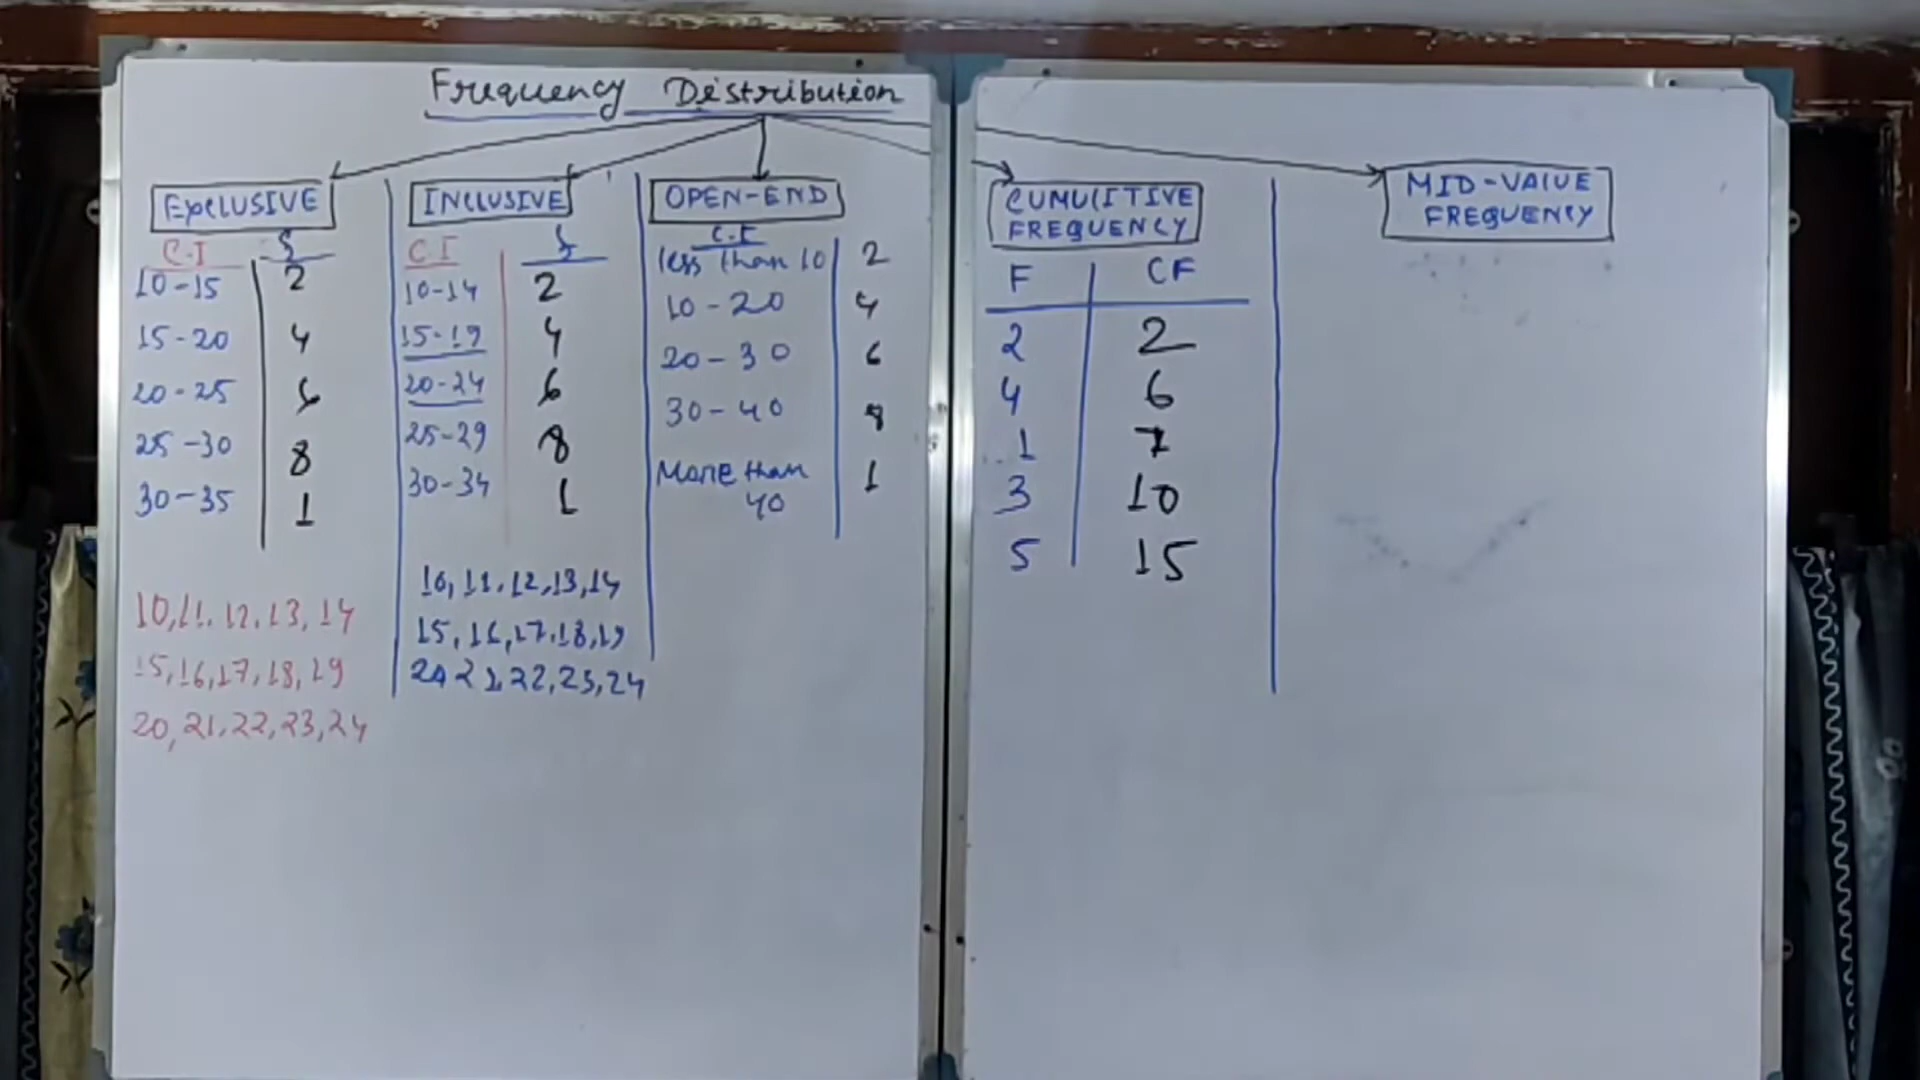 Frequency Distribution
EXCLUSIVE
C.I f
10-15 2
15-20 4
20-25 6
25-30 8
30-35 1
10,11,12,13,14
15,16,17,18,19
20,21,22,23,24
INCLUSIVE
C.I f
10-14 2
15-19 4
20-24 6
25-29 8
30-34 1
10,11,12,13,14
15,16,17,18,19
20,21,22,23,24
OPEN-END
C.I
less than 10 2
10-20 4
20-30 6
30-40 8
More than 1
40
CUMULITIVE
FREQUENCY
F CF
2 2
4 6
1 7
3 10
5 15
MID-VALUE
FREQUENCY